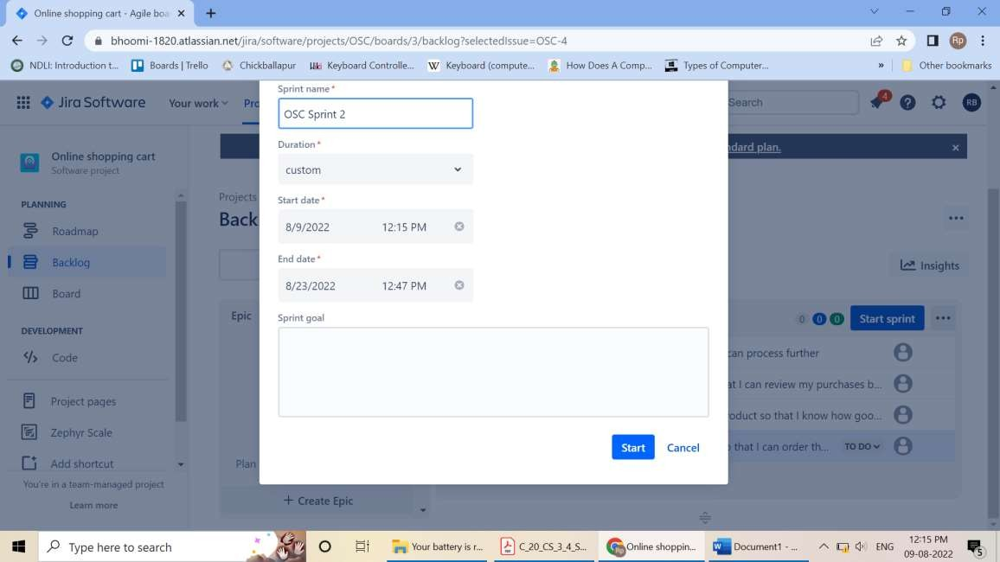 Online shopping cart - Agile boa
bhoomi-1820.atlassian.net/jira/software/projects/OSC/boards/3/backlog?selectedIssue=OSC-4
Rp
NDLI: Introduction t...
Boards | Trello
Chickballapur
Keyboard Controlle...
W Keyboard (compute...
How Does A Comp...
Types of Computer...
» Other bookmarks
Jira Software
Your work
Pro
Search
4
RB
Online shopping cart
Software project
PLANNING
Roadmap
Backlog
Board
DEVELOPMENT
Code
Project pages
Zephyr Scale
Add shortcut
You're in a team-managed project
Learn more
ndard plan.
Projects
Back
Insights
Epic
0 0 0 Start sprint
can process further
at I can review my purchases b...
roduct so that I know how goo...
o that I can order th... TO DO
Plan
+ Create Epic
Sprint name*
OSC Sprint 2
Duration*
custom
Start date*
8/9/2022 12:15 PM
End date*
8/23/2022 12:47 PM
Sprint goal
Start Cancel
Type here to search
Your battery is r...
C_20_CS_3_4_S...
Online shoppin...
Document1 - ...
ENG
12:15 PM
09-08-2022
5